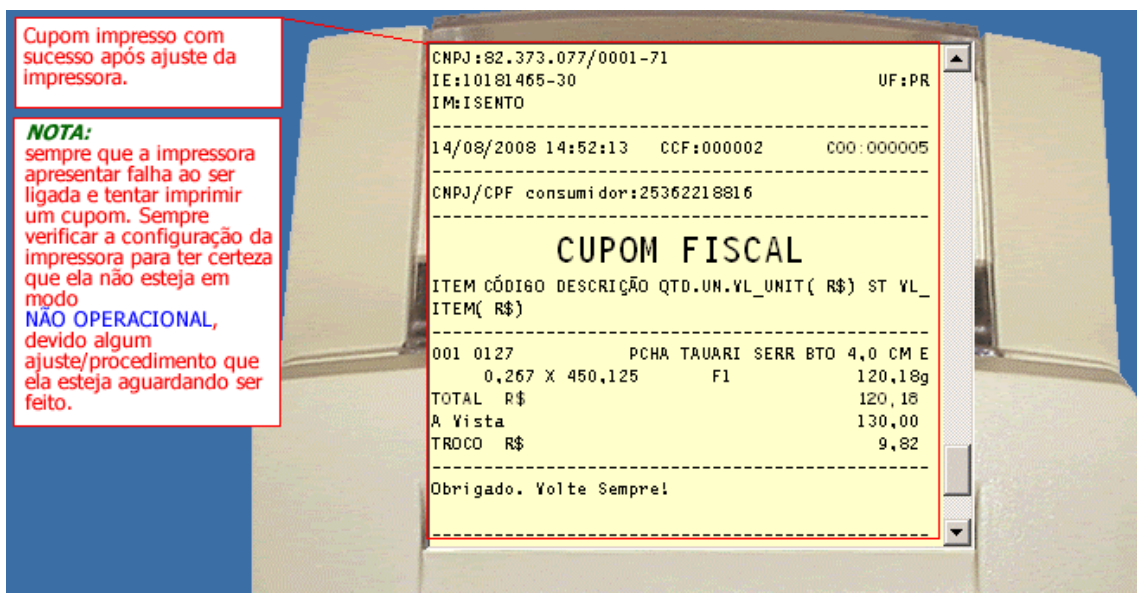 Cupom impresso com
sucesso após ajuste da
impressora.
NOTA:
sempre que a impressora
apresentar falha ao ser
ligada e tentar imprimir
um cupom. Sempre
verificar a configuração da
impressora para ter certeza
que ela não esteja em
modo
NÃO OPERACIONAL,
devido algum
ajuste/procedimento que
ela esteja aguardando ser
feito.
CNPJ:82.373.077/0001-71
IE:10181465-30 UF:PR
IM:ISENTO
14/08/2008 14:52:13 CCF:000002 COO:000005
CNPJ/CPF consumidor:25362218816
CUPOM FISCAL
ITEM CÓDIGO DESCRIÇÃO QTD.UN.VL_UNIT( R$) ST VL_
ITEM( R$)
001 0127 PCHA TAUARI SERR BTO 4,0 CM E
0,267 X 450,125 F1 120,18g
TOTAL R$ 120,18
A Vista 130,00
TROCO R$ 9,82
Obrigado. Volte Sempre!